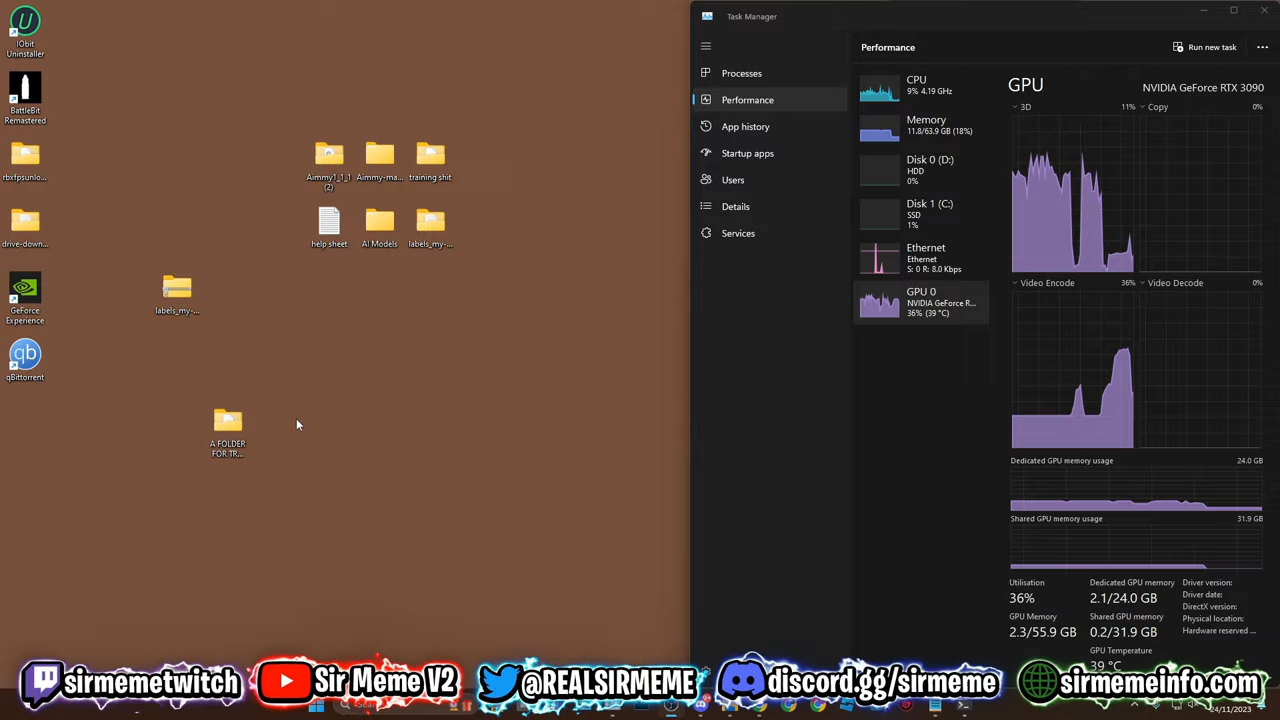 IObit
Uninstaller
BattleBit
Remastered
rbxfpsunlo...
drive-down...
GeForce
Experience
qBittorrent
Aimmy1_1_1
(2)
Aimmy-ma...
training shit
help sheet
AI Models
labels_my-...
labels_my-...
A FOLDER
FOR TR...
Task Manager
Processes
Performance
App history
Startup apps
Users
Details
Services
Performance
Run new task
CPU
9% 4.19 GHz
Memory
11.8/63.9 GB (18%)
Disk 0 (D:)
HDD
0%
Disk 1 (C:)
SSD
1%
Ethernet
Ethernet
S: 0 R: 8.0 Kbps
GPU 0
NVIDIA GeForce R...
36% (39 °C)
GPU
NVIDIA GeForce RTX 3090
3D 11%
Copy 0%
Video Encode 36%
Video Decode 0%
Dedicated GPU memory usage 24.0 GB
Shared GPU memory usage 31.9 GB
Utilisation
36%
Dedicated GPU memory
2.1/24.0 GB
GPU Memory
2.3/55.9 GB
Shared GPU memory
0.2/31.9 GB
GPU Temperature
39 °C
Driver version:
Driver date:
DirectX version:
Physical location:
Hardware reserved ...
sirmemetwitch
Sir Meme V2
@REALSIRMEME
discord.gg/sirmeme
sirmemeinfo.com
24/11/2023